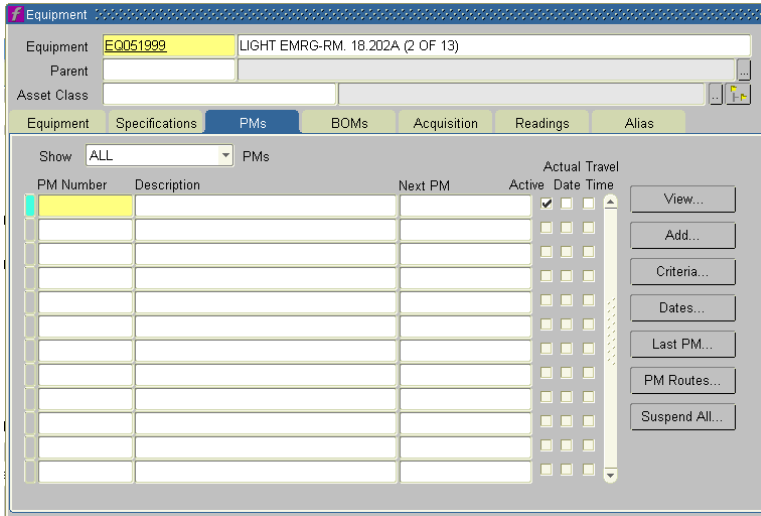 f Equipment
Equipment EQ051999 LIGHT EMRG-RM. 18.202A (2 OF 13)
Parent ...
Asset Class ..
Equipment Specifications PMs BOMs Acquisition Readings Alias
Show ALL PMs
Actual Travel
PM Number Description Next PM Active Date Time
View...
Add...
Criteria...
Dates...
Last PM...
PM Routes...
Suspend All...